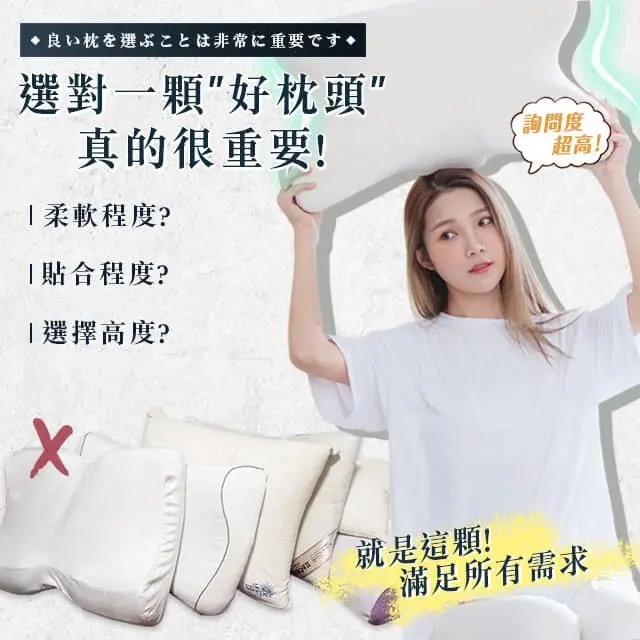 ◆良い枕を選ぶことは非常に重要です◆
選對一顆"好枕頭"
真的很重要!
詢問度
超高!
|柔軟程度?
|貼合程度?
|選擇高度?
X
就是這顆!
滿足所有需求